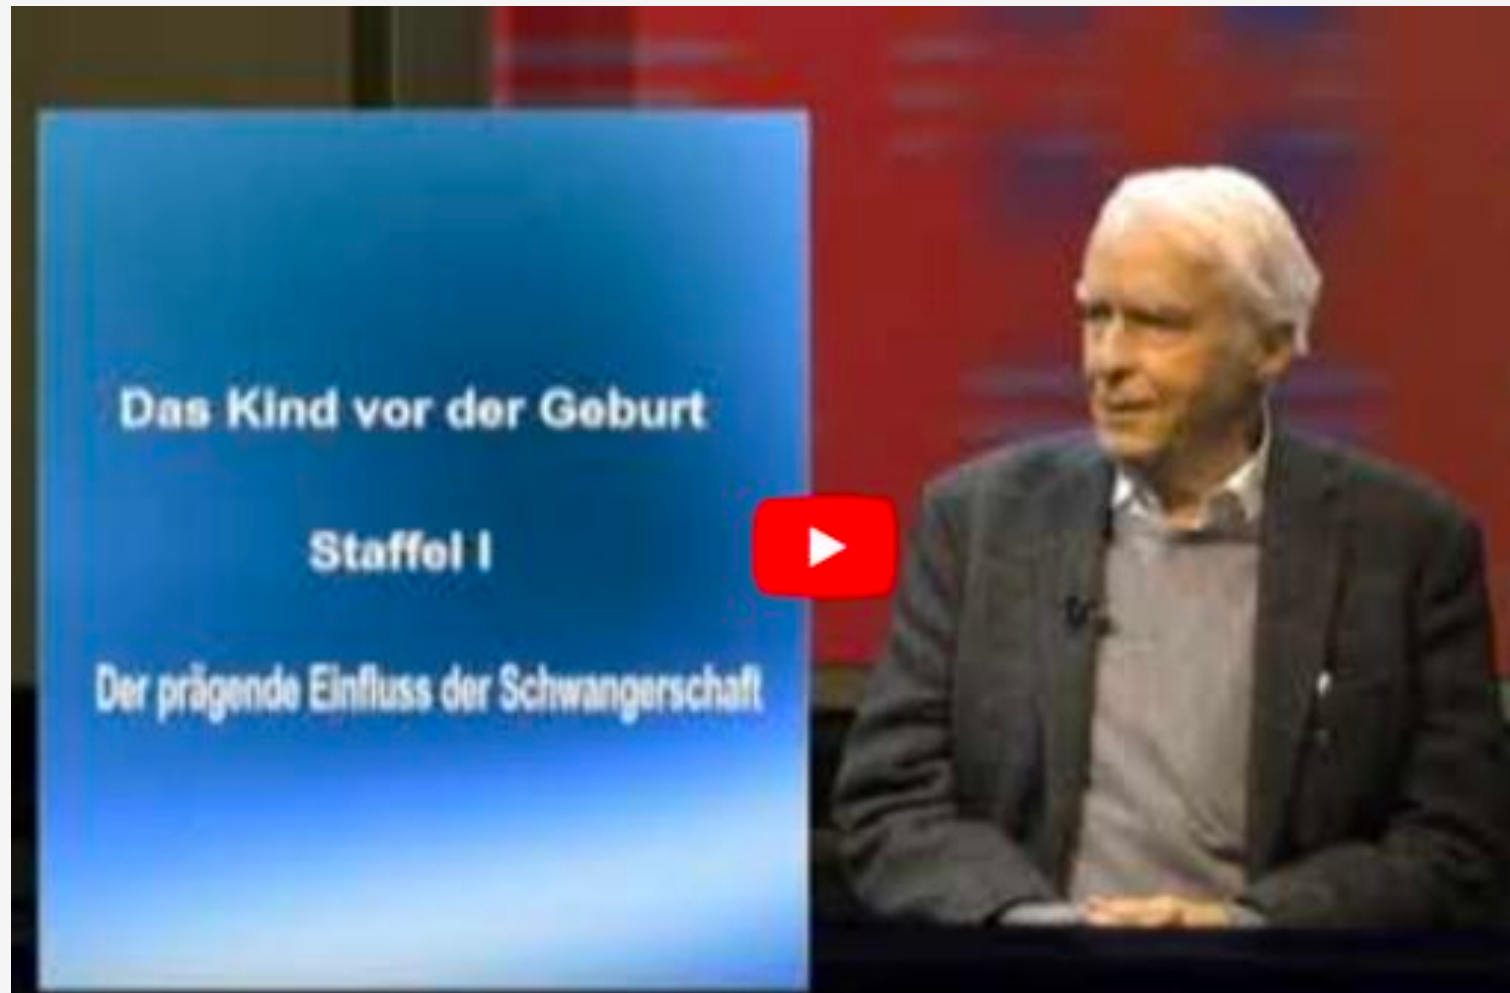 Das Kind vor der Geburt
Staffel I
Der prägende Einfluss der Schwangerschaft